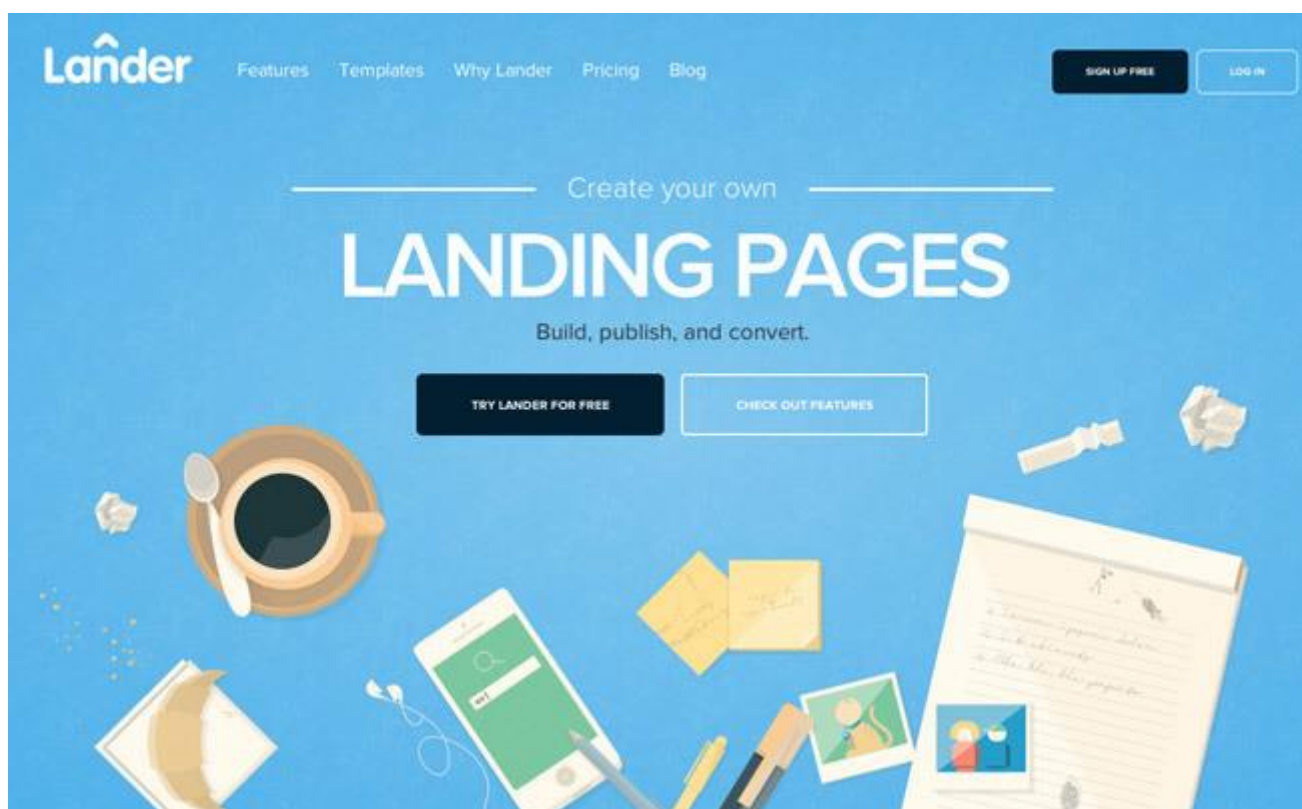 Lander
Features Templates Why Lander Pricing Blog
SIGN UP FREE LOG IN
Create your own
LANDING PAGES
Build, publish, and convert.
TRY LANDER FOR FREE CHECK OUT FEATURES